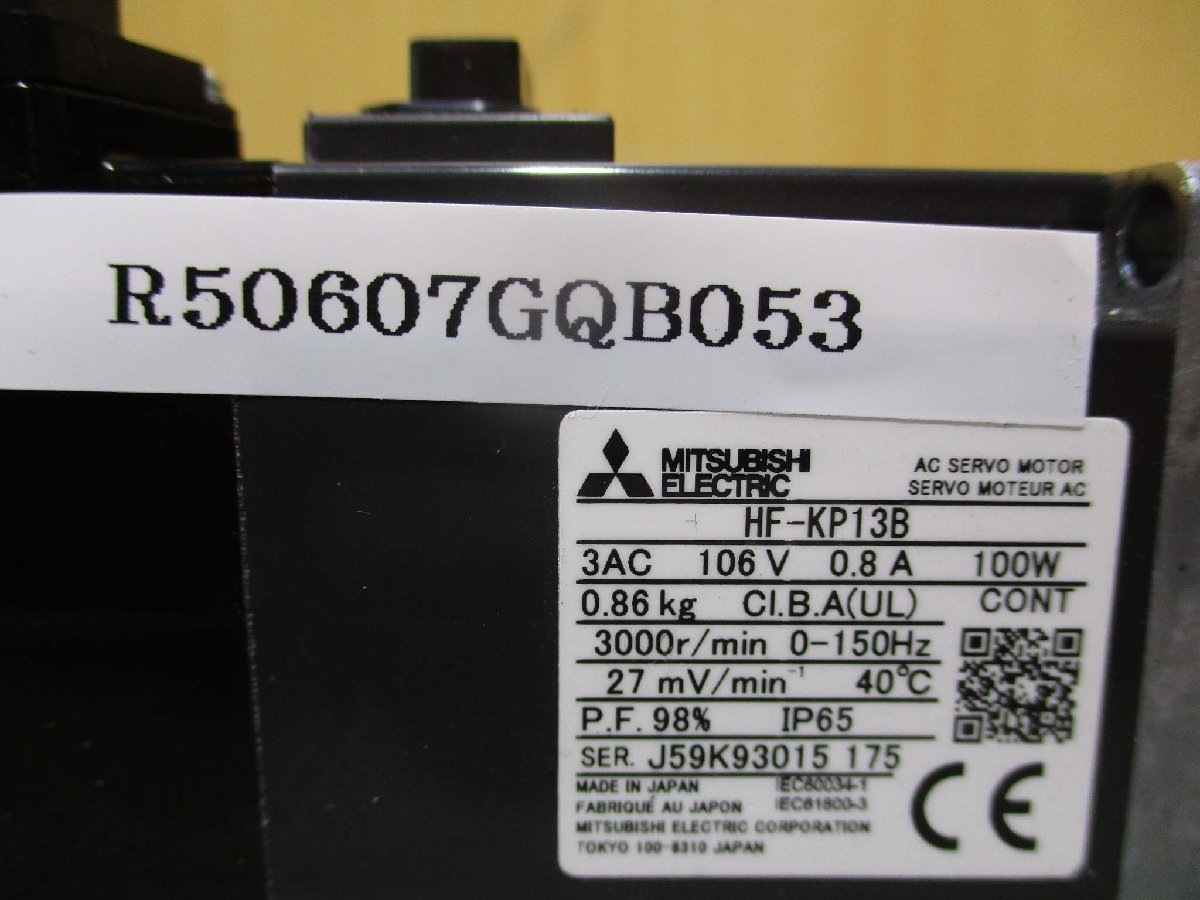 R50607GQB053
MITSUBISHI
ELECTRIC
AC SERVO MOTOR
SERVO MOTEUR AC
HF-KP13B
3AC 106 V 0.8 A 100W
0.86 kg Cl.B.A(UL) CONT
3000r/min 0-150Hz
27 mV/min⁻¹ 40℃
P.F. 98% IP65
SER. J59K93015 175
MADE IN JAPAN IEC60034-1
FABRIQUÉ AU JAPON IEC61800-3
MITSUBISHI ELECTRIC CORPORATION
TOKYO 100-8310 JAPAN
CE